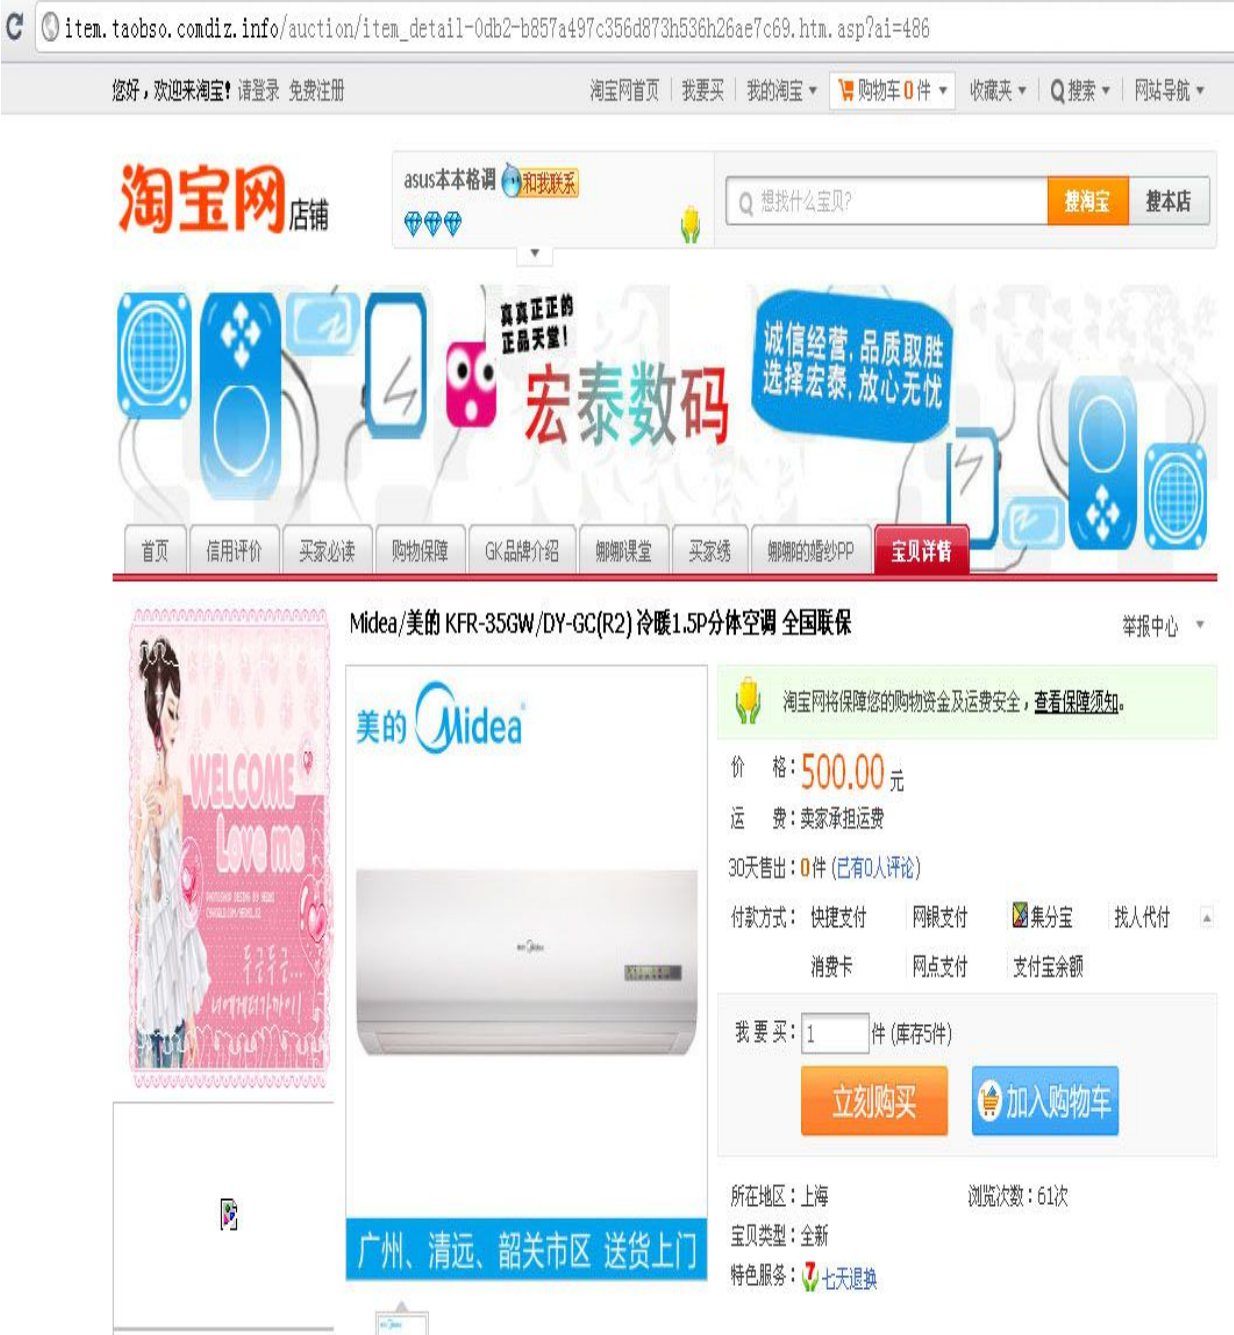 item.taobso.comdiz.info/auction/item_detail-0db2-b857a497c356d873h536h26ae7c69.htm.asp?ai=486
您好，欢迎来淘宝！ 请登录 免费注册 淘宝网首页 我要买 我的淘宝 购物车0件 收藏夹 搜索 网站导航
淘宝网店铺
asus本本格调 和我联系
想找什么宝贝? 搜淘宝 搜本店
真真正正的
正品天堂!
宏泰数码
诚信经营,品质取胜
选择宏泰,放心无忧
首页 信用评价 买家必读 购物保障 GK品牌介绍 娜娜课堂 买家绣 娜娜的婚纱PP 宝贝详情
Midea/美的 KFR-35GW/DY-GC(R2) 冷暖1.5P分体空调 全国联保
举报中心
WELCOME
Love me
두근두근...
너에게더가까이!
美的 Midea
广州、清远、韶关市区 送货上门
淘宝网将保障您的购物资金及运费安全，查看保障须知。
价 格：500.00 元
运 费：卖家承担运费
30天售出：0件 (已有0人评论)
付款方式： 快捷支付 网银支付 集分宝 找人代付
消费卡 网点支付 支付宝余额
我要买：1 件 (库存5件)
立刻购买 加入购物车
所在地区：上海 浏览次数：61次
宝贝类型：全新
特色服务：7 七天退换